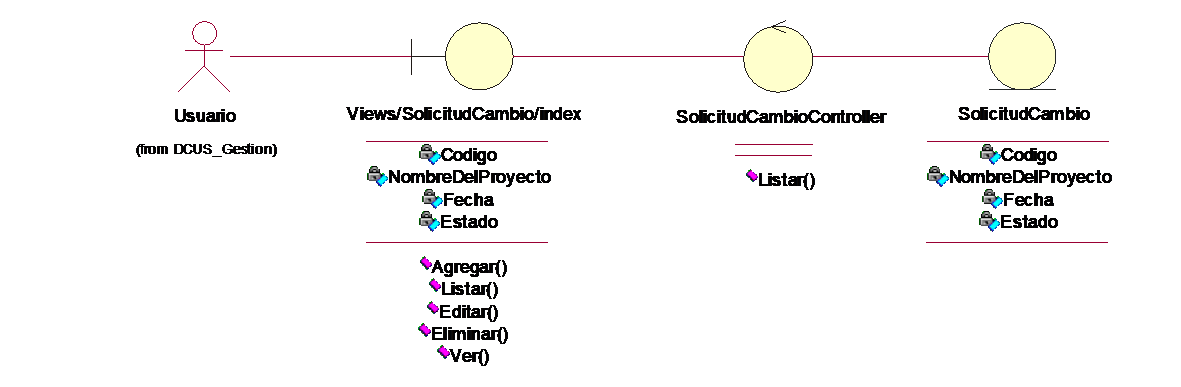 Usuario
(from DCUS_Gestion)
Views/SolicitudCambio/index
Codigo
NombreDelProyecto
Fecha
Estado
Agregar()
Listar()
Editar()
Eliminar()
Ver()
SolicitudCambioController
Listar()
SolicitudCambio
Codigo
NombreDelProyecto
Fecha
Estado